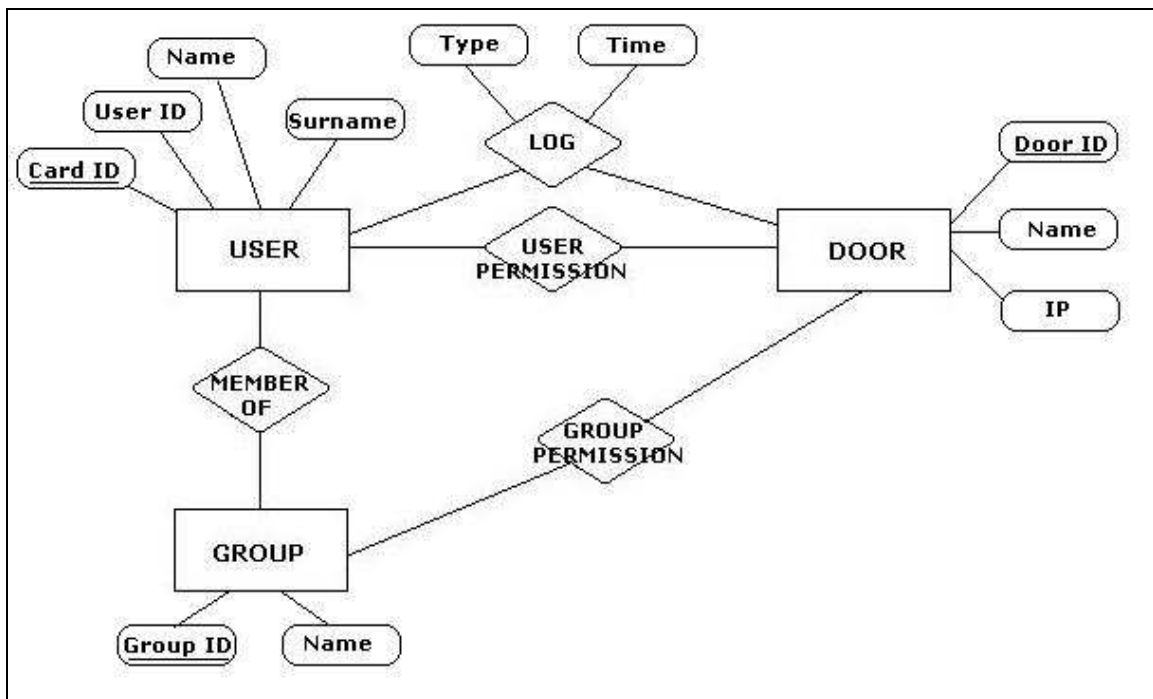 Type
Time
Name
User ID
Surname
LOG
Door ID
Card ID
Name
USER
USER
PERMISSION
DOOR
IP
MEMBER
OF
GROUP
PERMISSION
GROUP
Group ID
Name